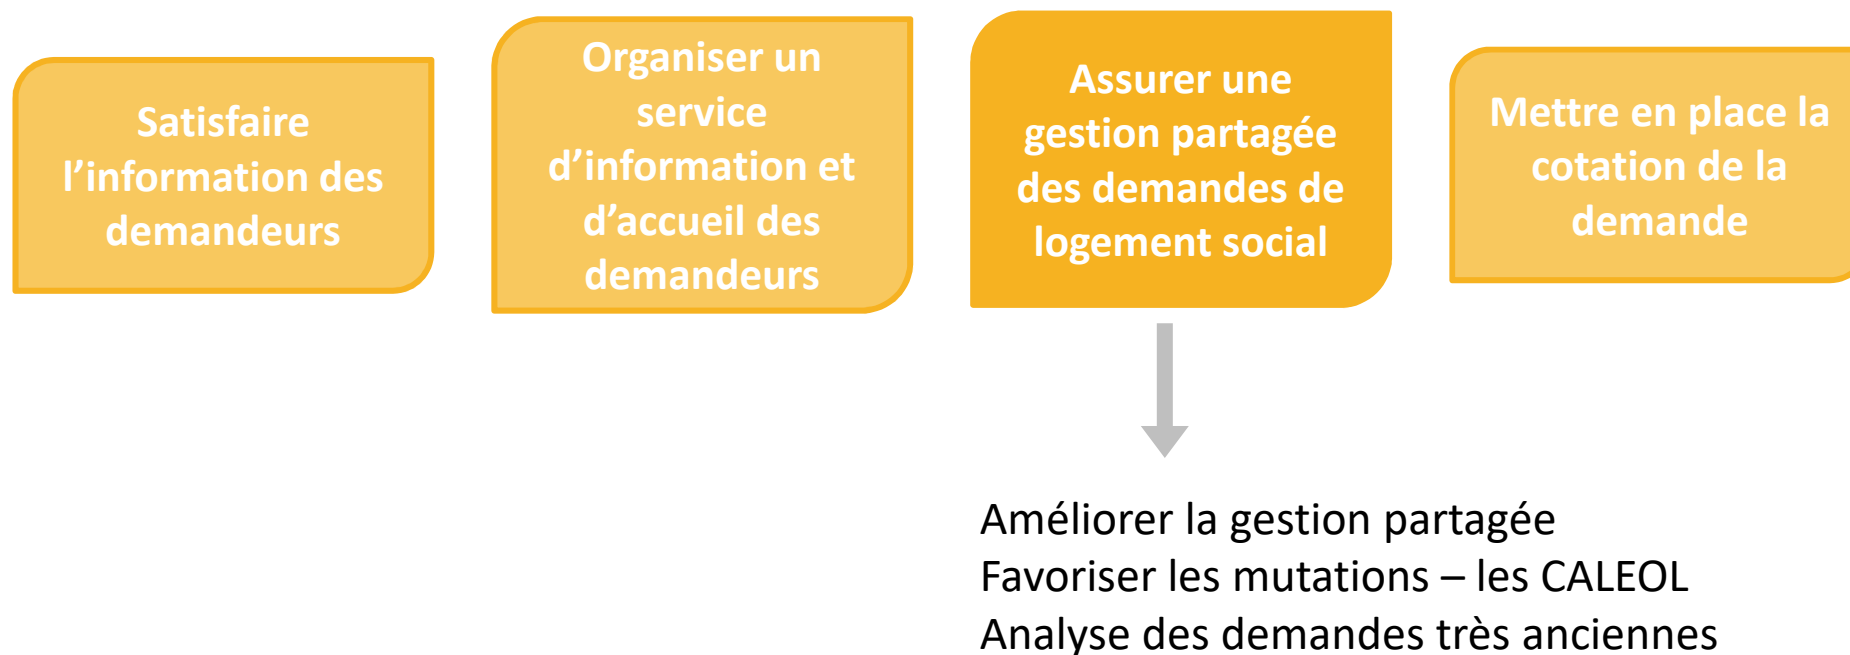 Satisfaire
l’information des
demandeurs
Organiser un
service
d’information et
d’accueil des
demandeurs
Assurer une
gestion partagée
des demandes de
logement social
Mettre en place la
cotation de la
demande
Améliorer la gestion partagée
Favoriser les mutations – les CALEOL
Analyse des demandes très anciennes